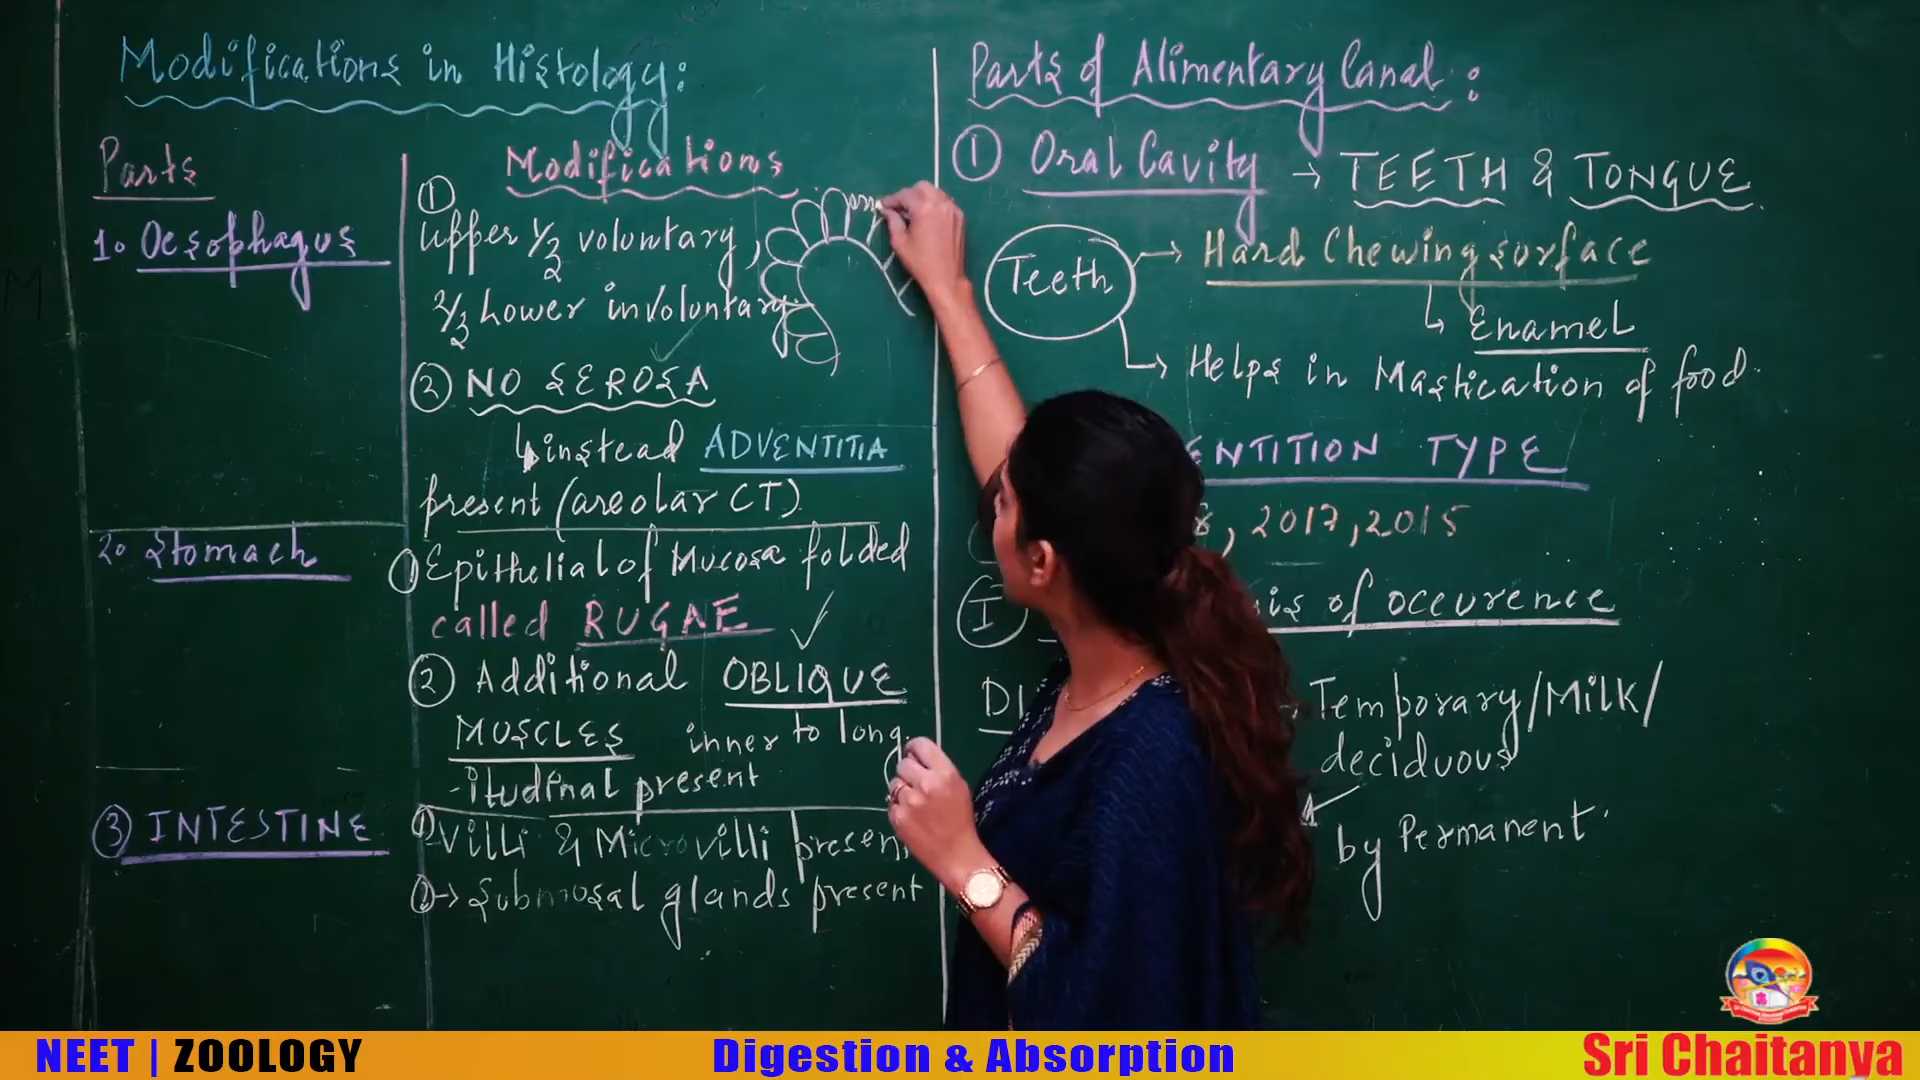 Modifications in Histology:
Parts
Modifications
1. Oesophagus
①
Upper 1/2 voluntary,
2/3 Lower involuntary
② NO SEROSA
↳ instead ADVENTITIA
present (areolar CT)
2. Stomach
① Epithelial of Mucosa folded
called RUGAE
② Additional OBLIQUE
MUSCLES inner to long
-itudinal present
③ INTESTINE
① Villi & Microvilli present
② → Submosal glands present
Parts of Alimentary Canal:
① Oral Cavity → TEETH & TONGUE
Teeth
→ Hard Chewing surface
↳ Enamel
→ Helps in Mastication of food.
ENTITION TYPE
, 2017, 2015
I
is of occurence
DI
Temporary/Milk/
deciduous
by Permanent.
NEET | ZOOLOGY
Digestion & Absorption
Sri Chaitanya